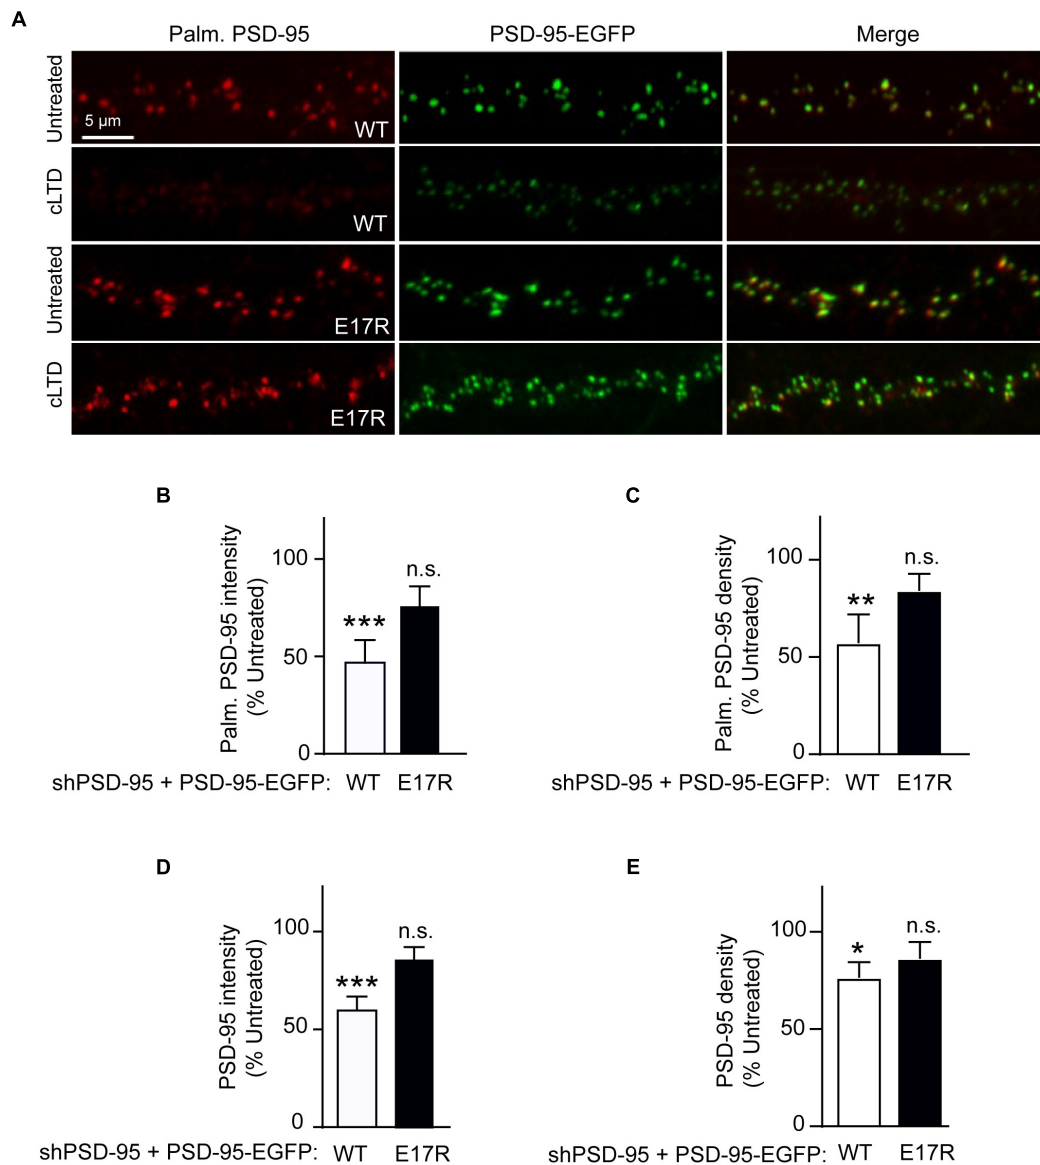 A
Palm. PSD-95 PSD-95-EGFP Merge
Untreated
5 µm
WT
cLTD
WT
Untreated
E17R
cLTD
E17R
B
Palm. PSD-95 intensity
(% Untreated)
100
50
0
***
n.s.
shPSD-95 + PSD-95-EGFP: WT E17R
C
Palm. PSD-95 density
(% Untreated)
100
50
0
**
n.s.
shPSD-95 + PSD-95-EGFP: WT E17R
D
PSD-95 intensity
(% Untreated)
100
50
0
***
n.s.
shPSD-95 + PSD-95-EGFP: WT E17R
E
PSD-95 density
(% Untreated)
100
50
0
*
n.s.
shPSD-95 + PSD-95-EGFP: WT E17R